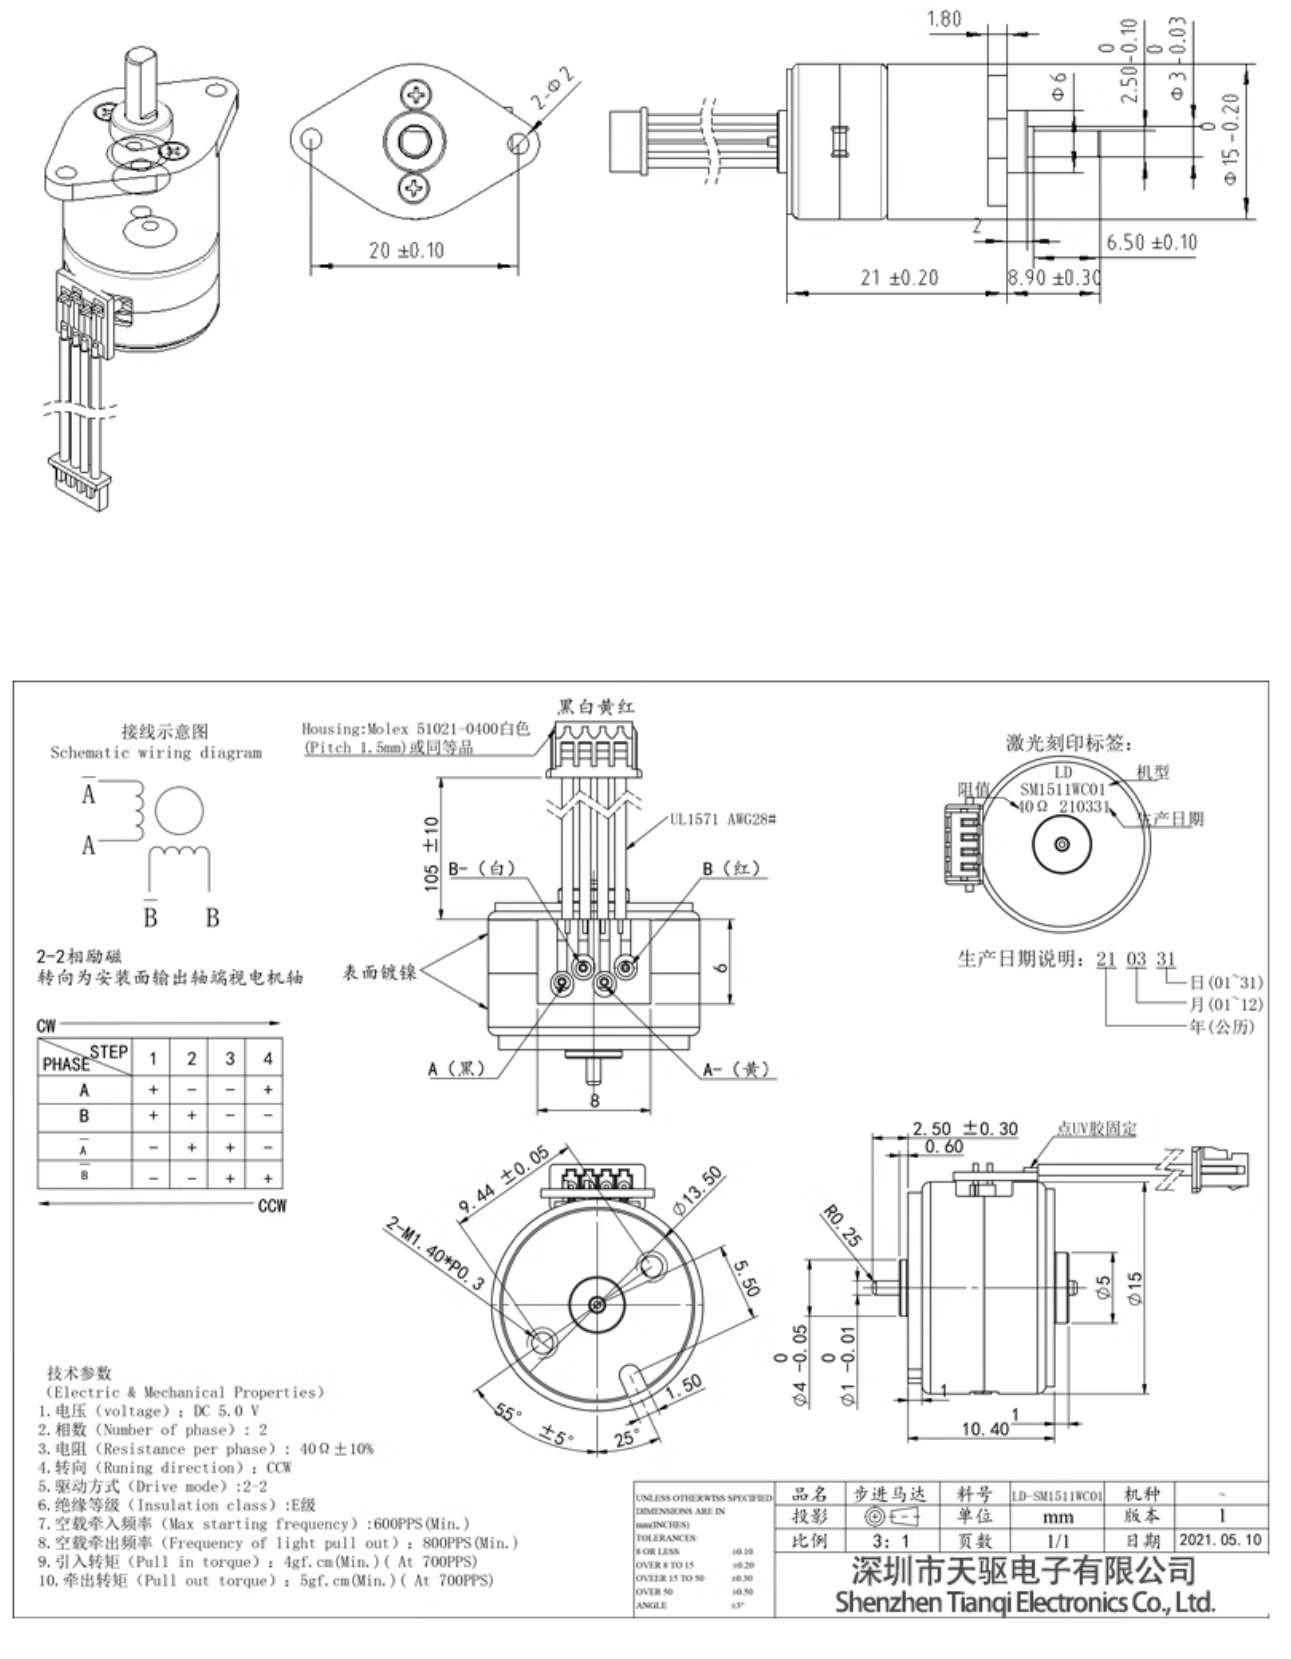 1.80
2-Φ2
Φ6
0
2.50-0.10
0
Φ3-0.03
0
Φ15-0.20
20 ±0.10
2
6.50 ±0.10
21 ±0.20
8.90 ±0.30
接线示意图
Schematic wiring diagram
A
A
B
B
2-2相励磁
转向为安装面输出轴端视电机轴
CW
STEP
PHASE
1 2 3 4
A + - - +
B + + - -
A - + + -
B - - + +
CCW
黑白黄红
Housing:Molex 51021-0400白色
(Pitch 1.5mm)或同等品
UL1571 AWG28#
105 ±10
B-（白）
B（红）
表面镀镍
6
A（黑）
A-（黄）
8
激光刻印标签：
LD
机型
阻值
SM1511WC01
40Ω 210331
生产日期
生产日期说明：21 03 31
日(01~31)
月(01~12)
年(公历)
9.44 ±0.05
Φ13.50
2-M1.40*P0.3
5.50
1.50
55° ±5°
25°
2.50 ±0.30
0.60
点UV胶固定
R0.25
0
Φ4 -0.05
0
Φ1 -0.01
Φ5
Φ15
1
1
10.40
技术参数
（Electric & Mechanical Properties）
1.电压（voltage）：DC 5.0 V
2.相数（Number of phase）：2
3.电阻（Resistance per phase）：40Ω±10%
4.转向（Runing direction）：CCW
5.驱动方式（Drive mode）:2-2
6.绝缘等级（Insulation class）:E级
7.空载牵入频率（Max starting frequency）:600PPS(Min.)
8.空载牵出频率（Frequency of light pull out）：800PPS(Min.)
9.引入转矩（Pull in torque）：4gf.cm(Min.)( At 700PPS)
10.牵出转矩（Pull out torque）：5gf.cm(Min.)( At 700PPS)
UNLESS OTHERWISS SPECIFIED
DIMENSIONS ARE IN
mm(INCHES)
TOLERANCES:
8 OR LESS ±0.10
OVER 8 TO 15 ±0.20
OVEER 15 TO 50 ±0.30
OVER 50 ±0.50
ANGLE ±3°
品名 步进马达 料号 LD-SM1511WC01 机种 ~
投影 单位 mm 版本 1
比例 3：1 页数 1/1 日期 2021.05.10
深圳市天驱电子有限公司
Shenzhen Tianqi Electronics Co., Ltd.